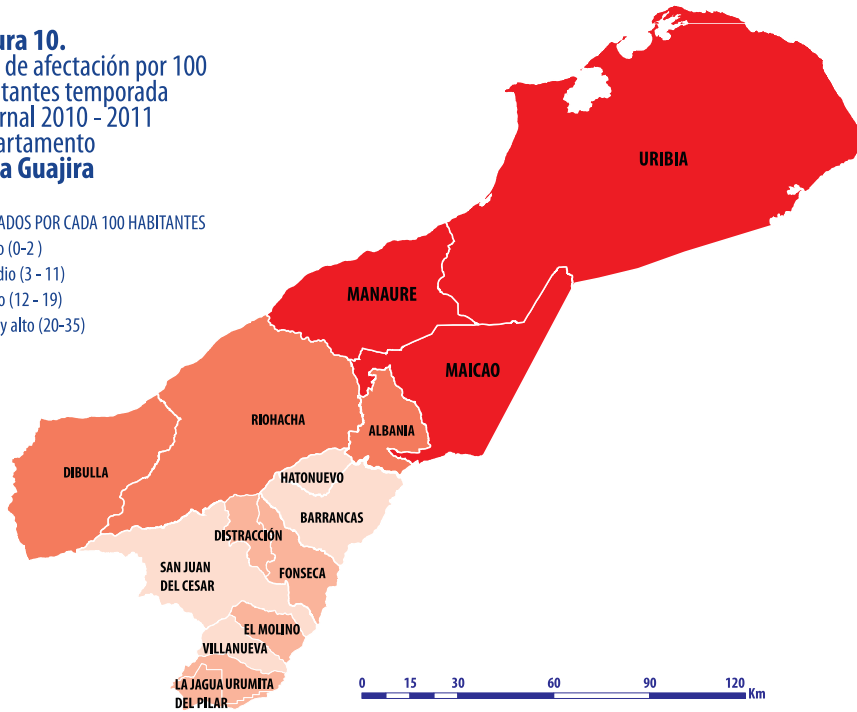 ura 10.
de afectación por 100
tantes temporada
rnal 2010 - 2011
artamento
a Guajira
ADOS POR CADA 100 HABITANTES
o (0-2 )
dio (3 - 11)
o (12 - 19)
y alto (20-35)
URIBIA
MANAURE
MAICAO
RIOHACHA
ALBANIA
DIBULLA
HATONUEVO
BARRANCAS
DISTRACCIÓN
SAN JUAN
DEL CESAR
FONSECA
EL MOLINO
VILLANUEVA
LA JAGUA
DEL PILAR
URUMITA
0 15 30 60 90 120 Km